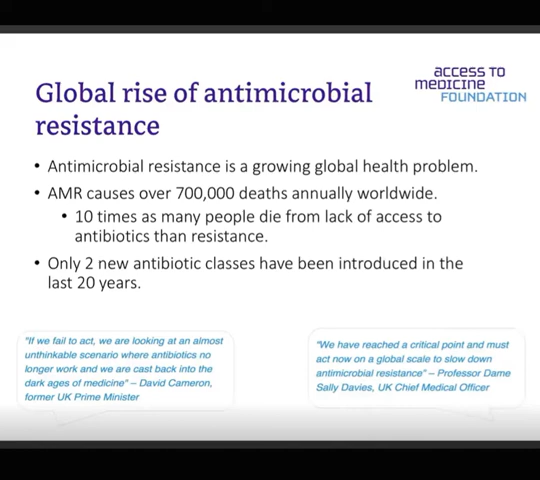 access to
medicine
FOUNDATION
Global rise of antimicrobial
resistance
• Antimicrobial resistance is a growing global health problem.
• AMR causes over 700,000 deaths annually worldwide.
• 10 times as many people die from lack of access to
antibiotics than resistance.
• Only 2 new antibiotic classes have been introduced in the
last 20 years.
"If we fail to act, we are looking at an almost
unthinkable scenario where antibiotics no
longer work and we are cast back into the
dark ages of medicine" – David Cameron,
former UK Prime Minister
"We have reached a critical point and must
act now on a global scale to slow down
antimicrobial resistance" – Professor Dame
Sally Davies, UK Chief Medical Officer